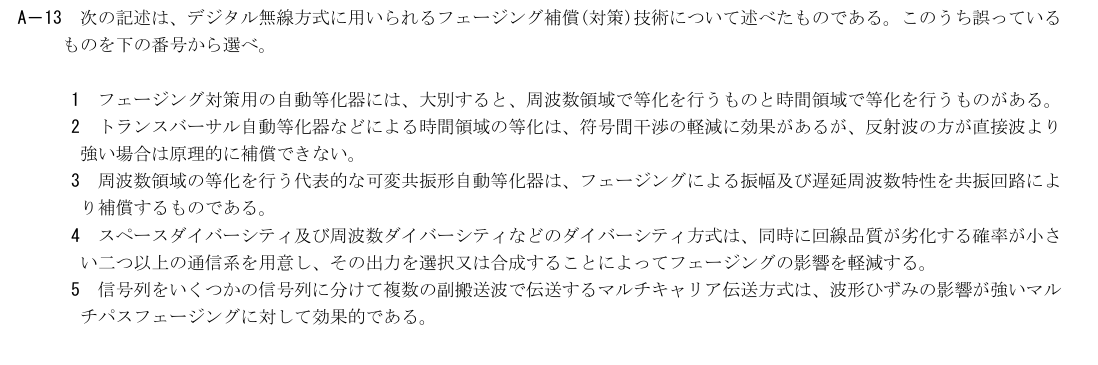 A－13　次の記述は、デジタル無線方式に用いられるフェージング補償(対策)技術について述べたものである。このうち誤っている
ものを下の番号から選べ。
1　フェージング対策用の自動等化器には、大別すると、周波数領域で等化を行うものと時間領域で等化を行うものがある。
2　トランスバーサル自動等化器などによる時間領域の等化は、符号間干渉の軽減に効果があるが、反射波の方が直接波より
強い場合は原理的に補償できない。
3　周波数領域の等化を行う代表的な可変共振形自動等化器は、フェージングによる振幅及び遅延周波数特性を共振回路によ
り補償するものである。
4　スペースダイバーシティ及び周波数ダイバーシティなどのダイバーシティ方式は、同時に回線品質が劣化する確率が小さ
い二つ以上の通信系を用意し、その出力を選択又は合成することによってフェージングの影響を軽減する。
5　信号列をいくつかの信号列に分けて複数の副搬送波で伝送するマルチキャリア伝送方式は、波形ひずみの影響が強いマル
チパスフェージングに対して効果的である。